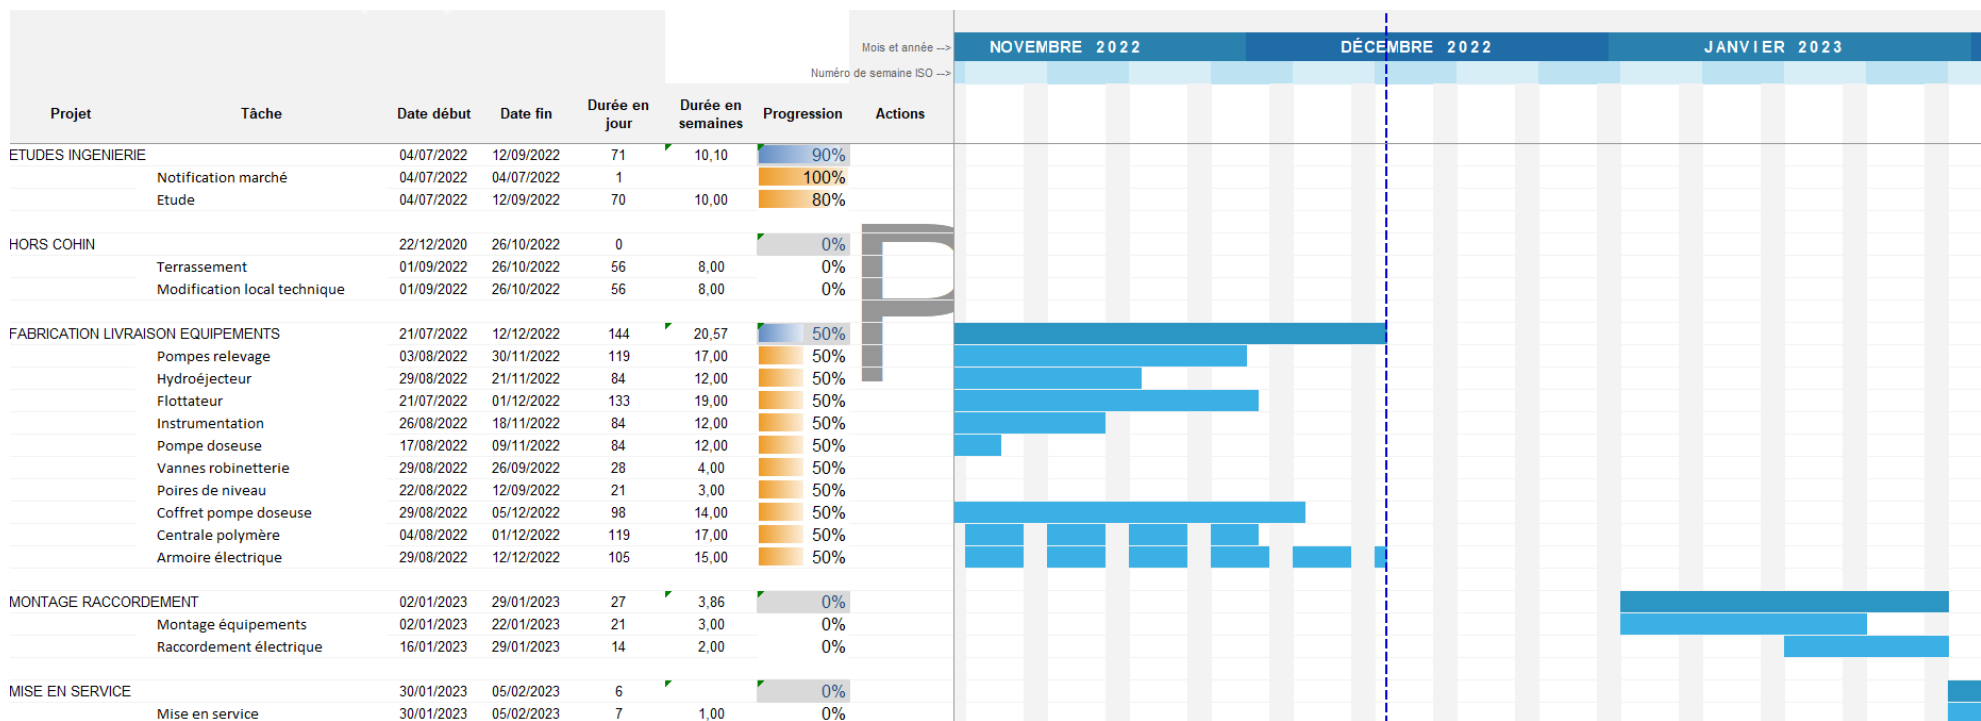 Mois et année --> NOVEMBRE 2022 DÉCEMBRE 2022 JANVIER 2023
Numéro de semaine ISO -->
Projet Tâche Date début Date fin Durée en jour Durée en semaines Progression Actions
ETUDES INGENIERIE 04/07/2022 12/09/2022 71 10,10 90%
Notification marché 04/07/2022 04/07/2022 1 100%
Etude 04/07/2022 12/09/2022 70 10,00 80%
P
HORS COHIN 22/12/2020 26/10/2022 0 0%
Terrassement 01/09/2022 26/10/2022 56 8,00 0%
Modification local technique 01/09/2022 26/10/2022 56 8,00 0%
FABRICATION LIVRAISON EQUIPEMENTS 21/07/2022 12/12/2022 144 20,57 50%
Pompes relevage 03/08/2022 30/11/2022 119 17,00 50%
Hydroéjecteur 29/08/2022 21/11/2022 84 12,00 50%
Flottateur 21/07/2022 01/12/2022 133 19,00 50%
Instrumentation 26/08/2022 18/11/2022 84 12,00 50%
Pompe doseuse 17/08/2022 09/11/2022 84 12,00 50%
Vannes robinetterie 29/08/2022 26/09/2022 28 4,00 50%
Poires de niveau 22/08/2022 12/09/2022 21 3,00 50%
Coffret pompe doseuse 29/08/2022 05/12/2022 98 14,00 50%
Centrale polymère 04/08/2022 01/12/2022 119 17,00 50%
Armoire électrique 29/08/2022 12/12/2022 105 15,00 50%
MONTAGE RACCORDEMENT 02/01/2023 29/01/2023 27 3,86 0%
Montage équipements 02/01/2023 22/01/2023 21 3,00 0%
Raccordement électrique 16/01/2023 29/01/2023 14 2,00 0%
MISE EN SERVICE 30/01/2023 05/02/2023 6 0%
Mise en service 30/01/2023 05/02/2023 7 1,00 0%